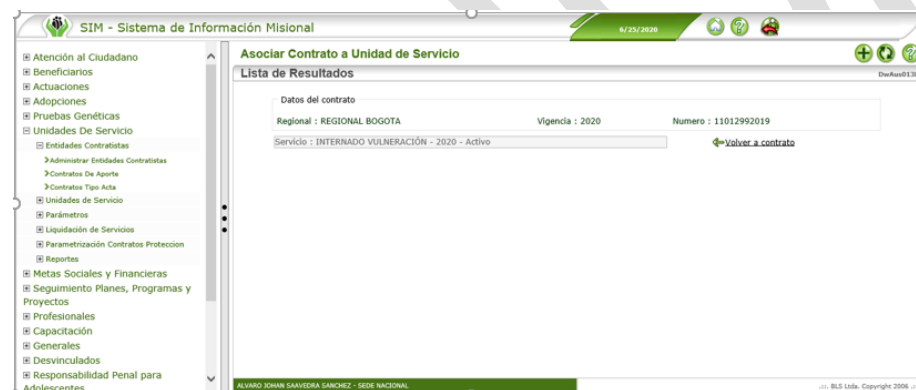 SIM - Sistema de Información Misional
6/25/2020
Atención al Ciudadano
Beneficiarios
Actuaciones
Adopciones
Pruebas Genéticas
Unidades De Servicio
Entidades Contratistas
Administrar Entidades Contratistas
Contratos De Aporte
Contratos Tipo Acta
Unidades de Servicio
Parámetros
Liquidación de Servicios
Parametrización Contratos Proteccion
Reportes
Metas Sociales y Financieras
Seguimiento Planes, Programas y
Proyectos
Profesionales
Capacitación
Generales
Desvinculados
Responsabilidad Penal para
Adolescentes
Asociar Contrato a Unidad de Servicio
Lista de Resultados
Datos del contrato
Regional : REGIONAL BOGOTA Vigencia : 2020 Numero : 11012992019
Servicio : INTERNADO VULNERACIÓN - 2020 - Activo
Volver a contrato
ALVARO JOHAN SAAVEDRA SANCHEZ - SEDE NACIONAL
.::. BLS Ltda. Copyright 2006